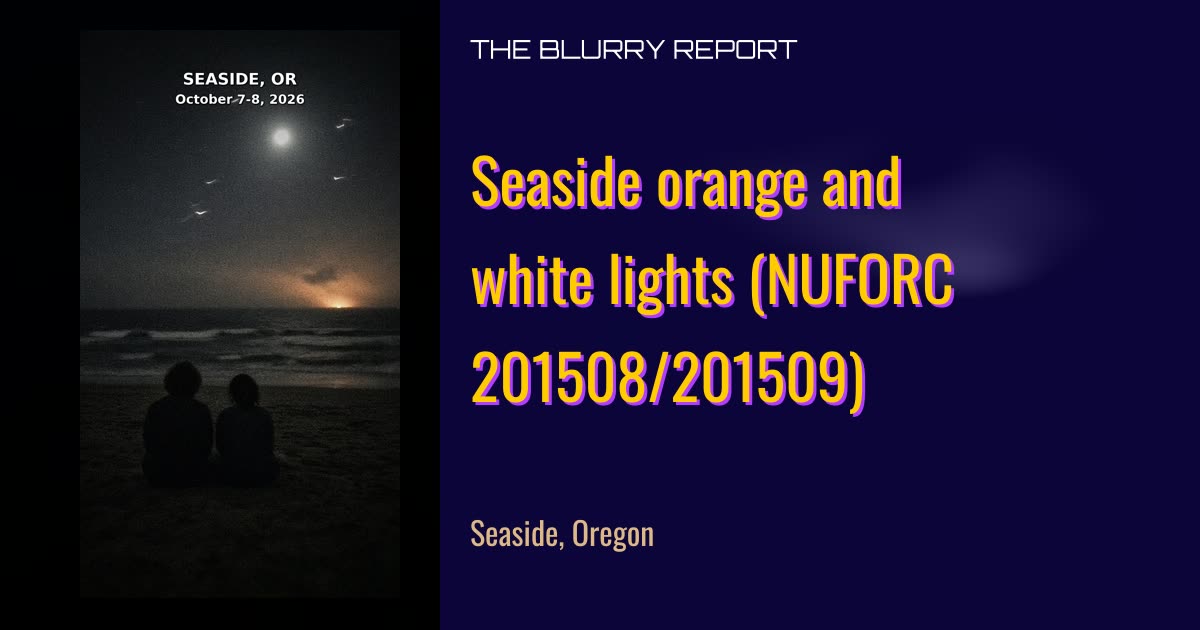 SEASIDE, OR
October 7-8, 2026
THE BLURRY REPORT
Seaside orange and
white lights (NUFORC
201508/201509)
Seaside, Oregon